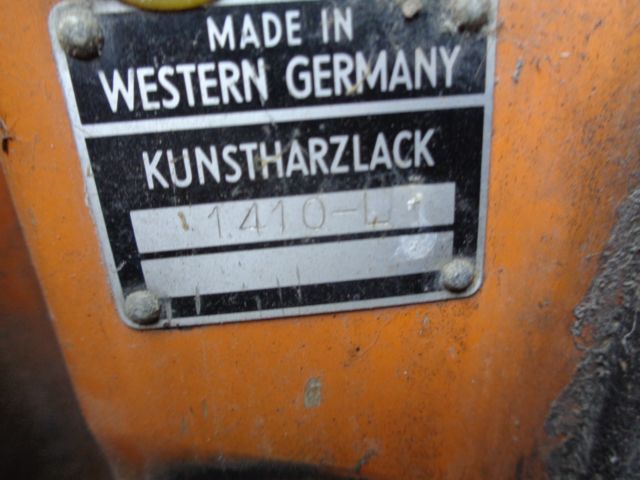 MADE IN
WESTERN GERMANY
KUNSTHARZLACK
1410-L